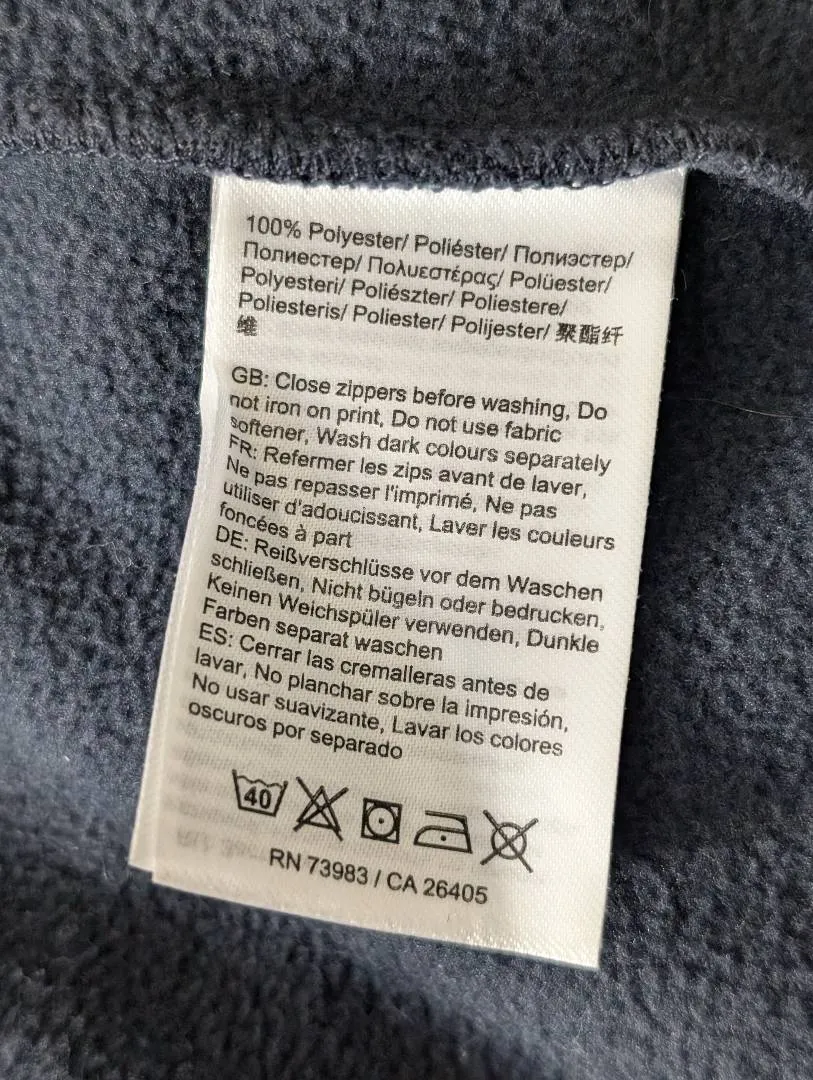 100% Polyester/ Poliéster/ Полиэстер/
Полиестер/ Πολυεστέρας/ Polüester/
Polyesteri/ Poliészter/ Poliestere/
Poliesteris/ Poliester/ Polijester/ 聚酯纤
维
GB: Close zippers before washing, Do
not iron on print, Do not use fabric
softener, Wash dark colours separately
FR: Refermer les zips avant de laver,
Ne pas repasser l'imprimé, Ne pas
utiliser d'adoucissant, Laver les couleurs
foncées à part
DE: Reißverschlüsse vor dem Waschen
schließen, Nicht bügeln oder bedrucken,
Keinen Weichspüler verwenden, Dunkle
Farben separat waschen
ES: Cerrar las cremalleras antes de
lavar, No planchar sobre la impresión,
No usar suavizante, Lavar los colores
oscuros por separado
40
RN 73983 / CA 26405